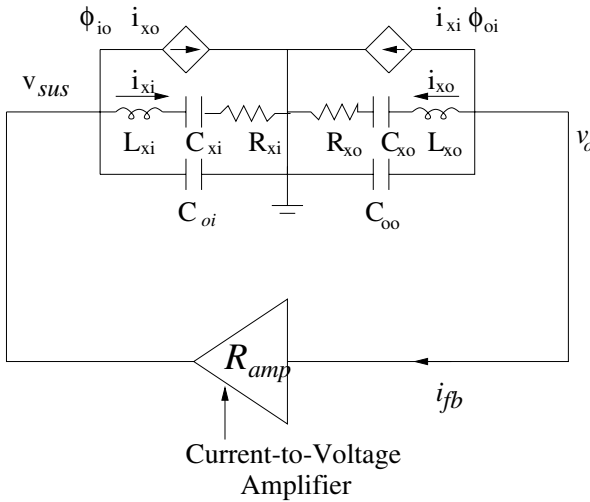 ϕio ixo ixi ϕoi
vsus ixi ixo
Lxi Cxi Rxi Rxo Cxo Lxo vo
Coi Coo
Ramp
ifb
Current-to-Voltage
Amplifier